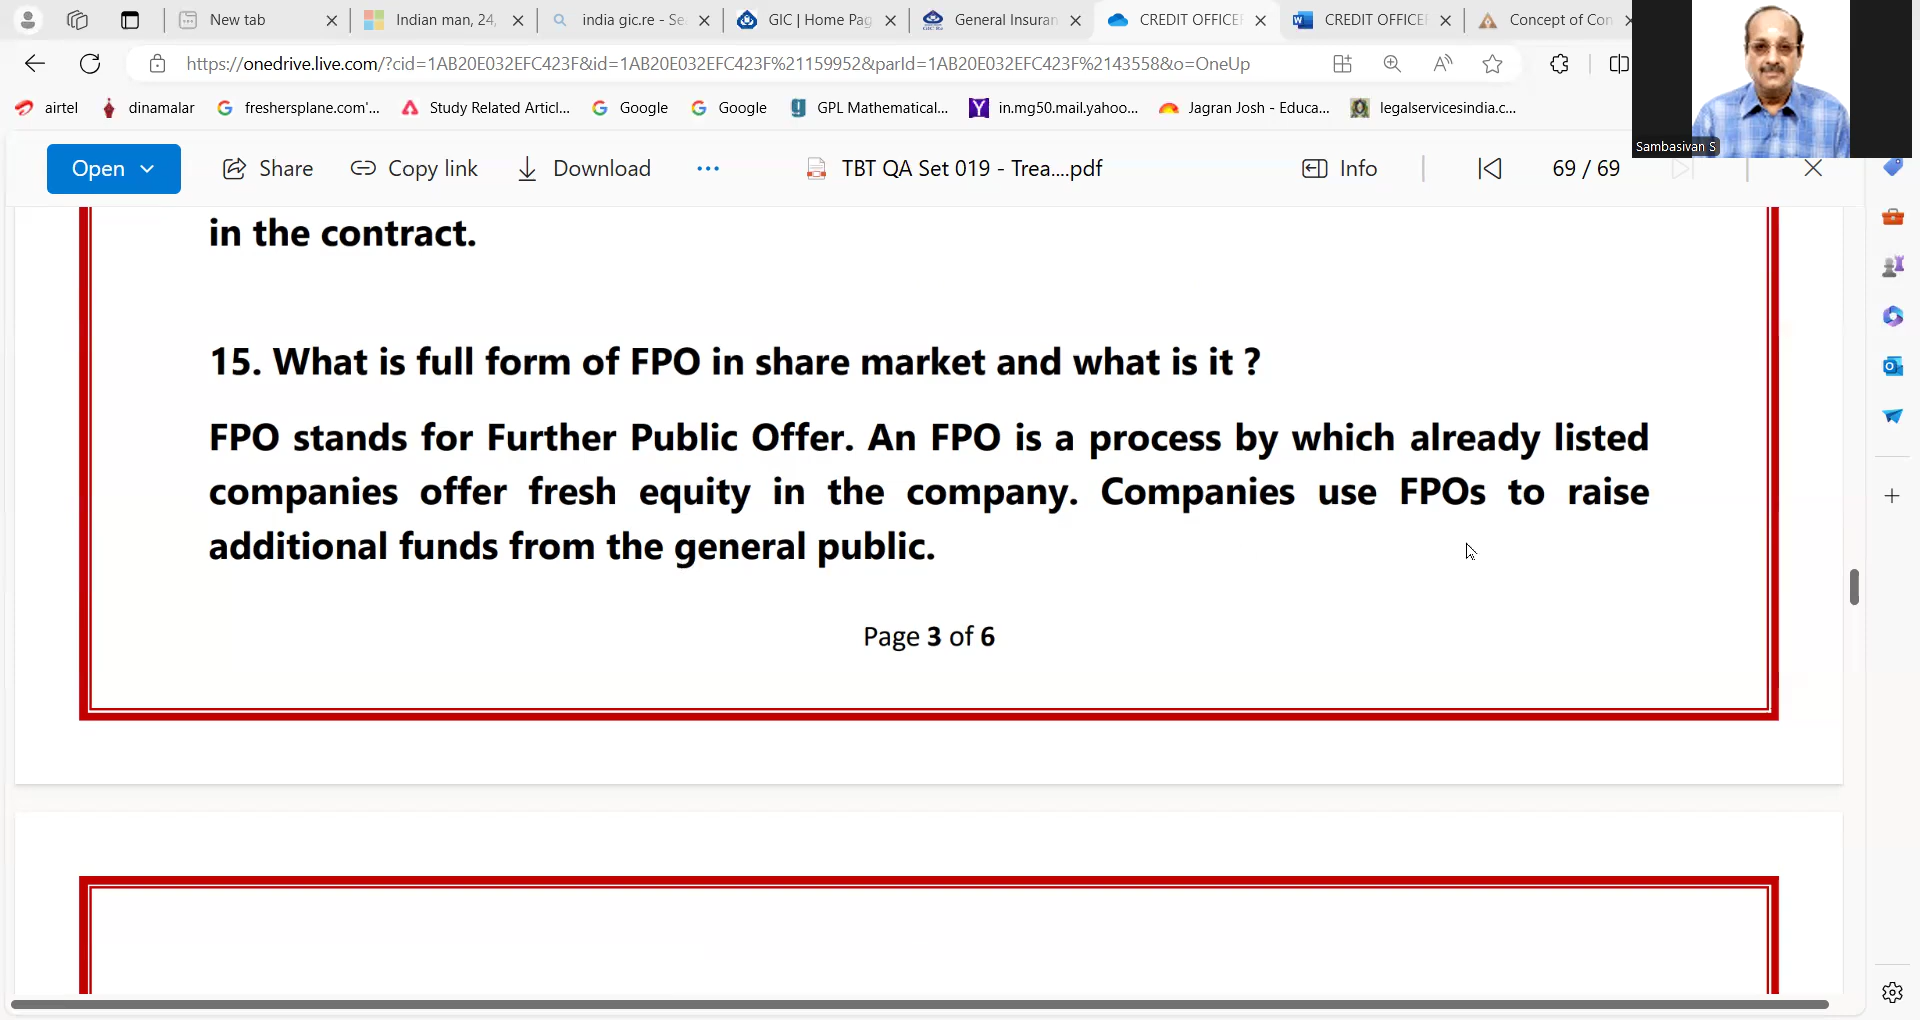 New tab
Indian man, 24,
india gic.re - Se
GIC | Home Pag
General Insuran
CREDIT OFFICE
CREDIT OFFICE
Concept of Con
https://onedrive.live.com/?cid=1AB20E032EFC423F&id=1AB20E032EFC423F%21159952&parId=1AB20E032EFC423F%2143558&o=OneUp
airtel
dinamalar
freshersplane.com'...
Study Related Articl...
Google
Google
GPL Mathematical...
in.mg50.mail.yahoo...
Jagran Josh - Educa...
legalservicesindia.c...
Sambasivan S
Open
Share
Copy link
Download
TBT QA Set 019 - Trea....pdf
Info
69 / 69
in the contract.
15. What is full form of FPO in share market and what is it ?
FPO stands for Further Public Offer. An FPO is a process by which already listed
companies offer fresh equity in the company. Companies use FPOs to raise
additional funds from the general public.
Page 3 of 6